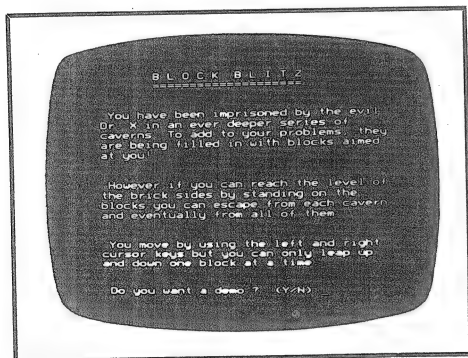 BLOCK BLITZ
You have been imprisoned by the evil
Dr X in an ever deeper series of
caverns. To add to your problems, they
are being filled in with blocks aimed
at you!
However if you can reach the level of
the brick sides by standing on the
blocks you can escape from each cavern
and eventually from all of them
You move by using the left and right
cursor keys but you can only leap up
and down one block at a time
Do you want a demo ? (Y/N)